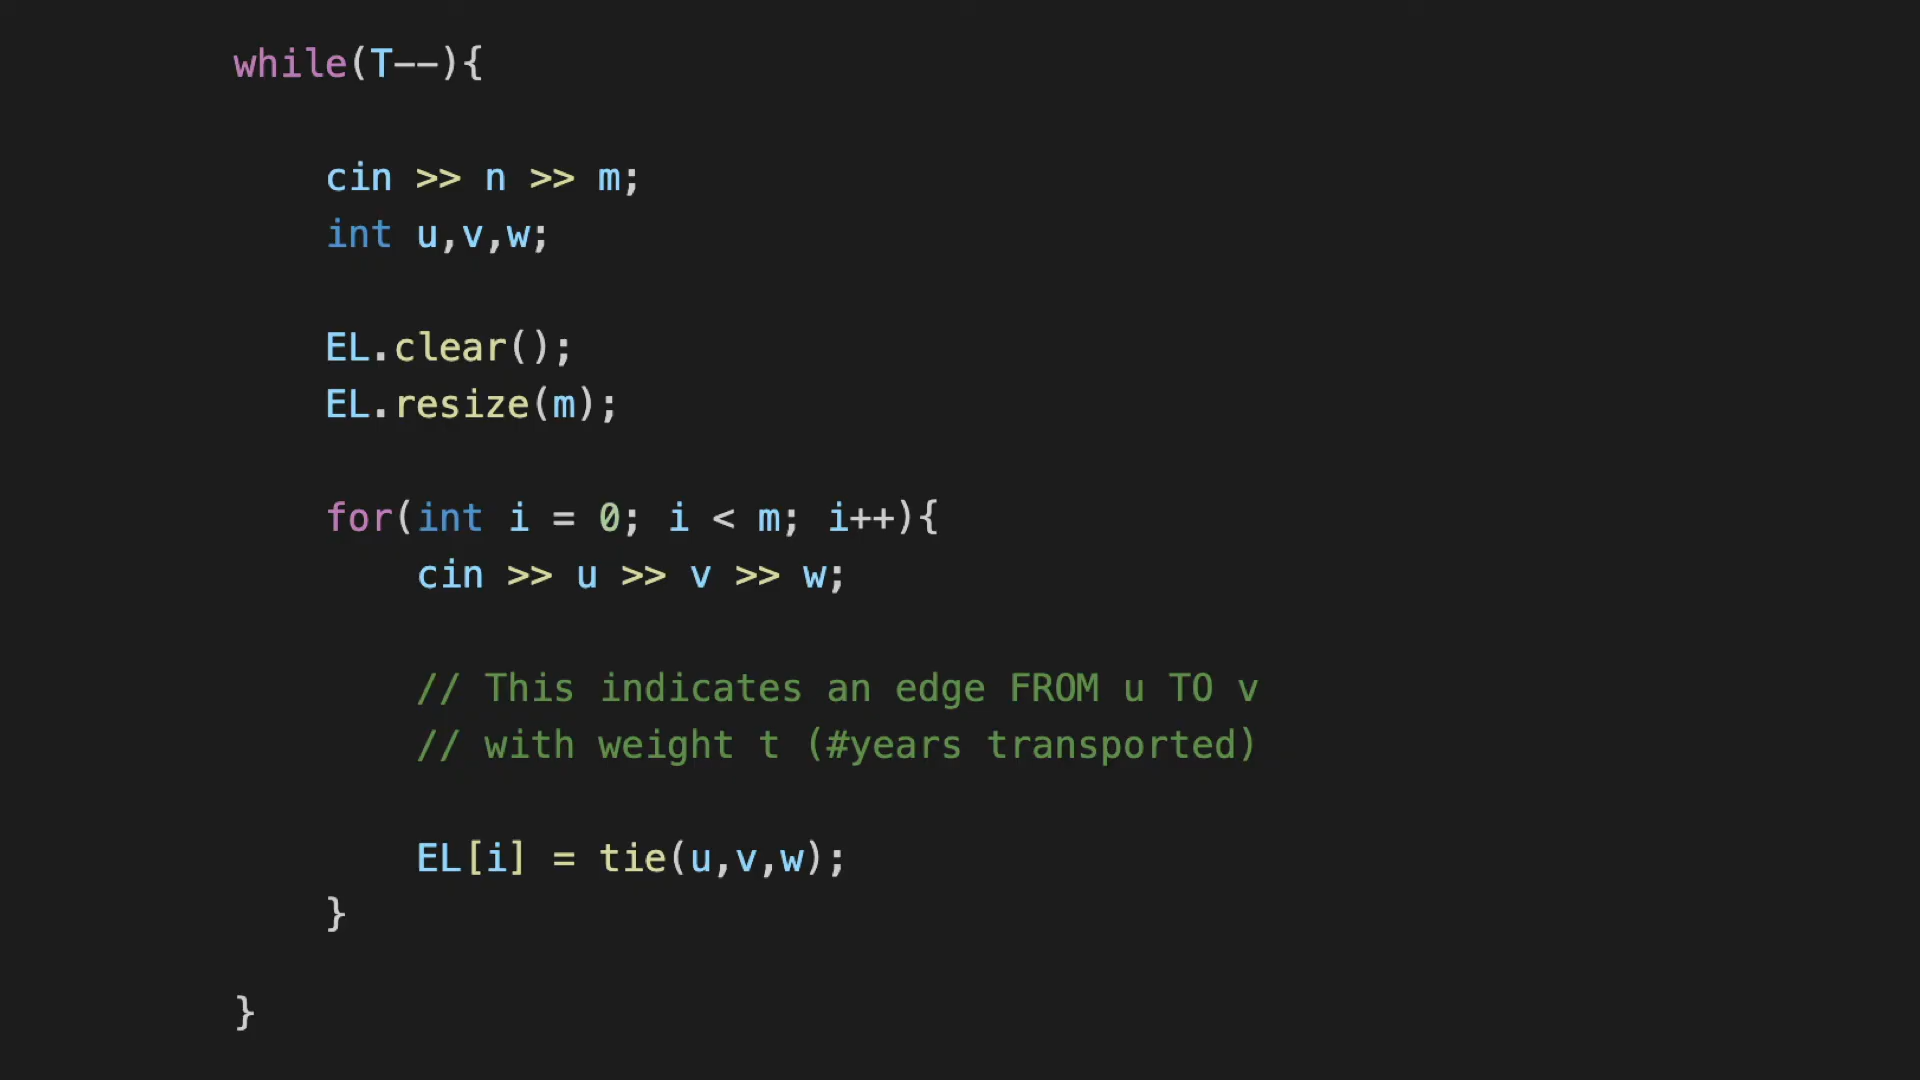 while(T--){
cin >> n >> m;
int u,v,w;
EL.clear();
EL.resize(m);
for(int i = 0; i < m; i++){
cin >> u >> v >> w;
// This indicates an edge FROM u TO v
// with weight t (#years transported)
EL[i] = tie(u,v,w);
}
}